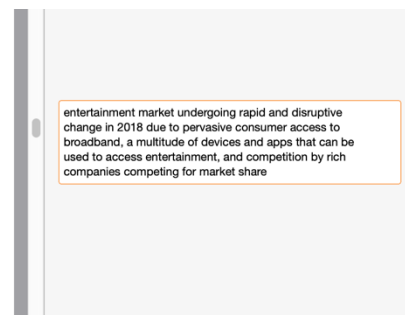 entertainment market undergoing rapid and disruptive
change in 2018 due to pervasive consumer access to
broadband, a multitude of devices and apps that can be
used to access entertainment, and competition by rich
companies competing for market share